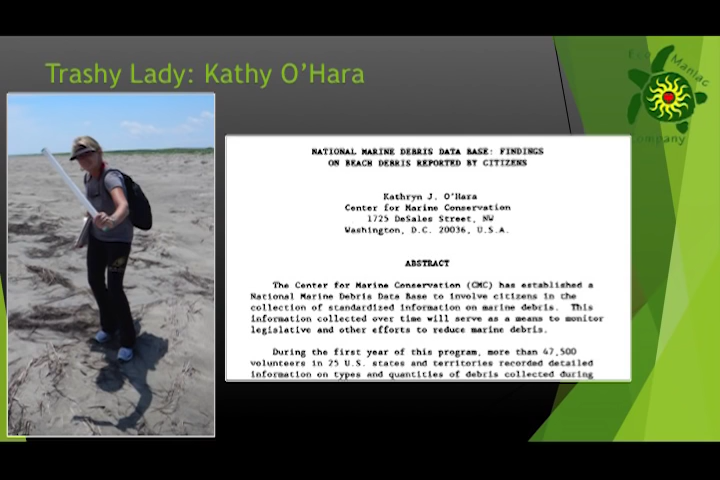 Trashy Lady: Kathy O'Hara
Eco Maniac
Company
NATIONAL MARINE DEBRIS DATA BASE: FINDINGS
ON BEACH DEBRIS REPORTED BY CITIZENS
Kathryn J. O'Hara
Center for Marine Conservation
1725 DeSales Street, NW
Washington, D.C. 20036, U.S.A.
ABSTRACT
The Center for Marine Conservation (CMC) has established a
National Marine Debris Data Base to involve citizens in the
collection of standardized information on marine debris. This
information collected over time will serve as a means to monitor
legislative and other efforts to reduce marine debris.
During the first year of this program, more than 47,500
volunteers in 25 U.S. states and territories recorded detailed
information on types and quantities of debris collected during